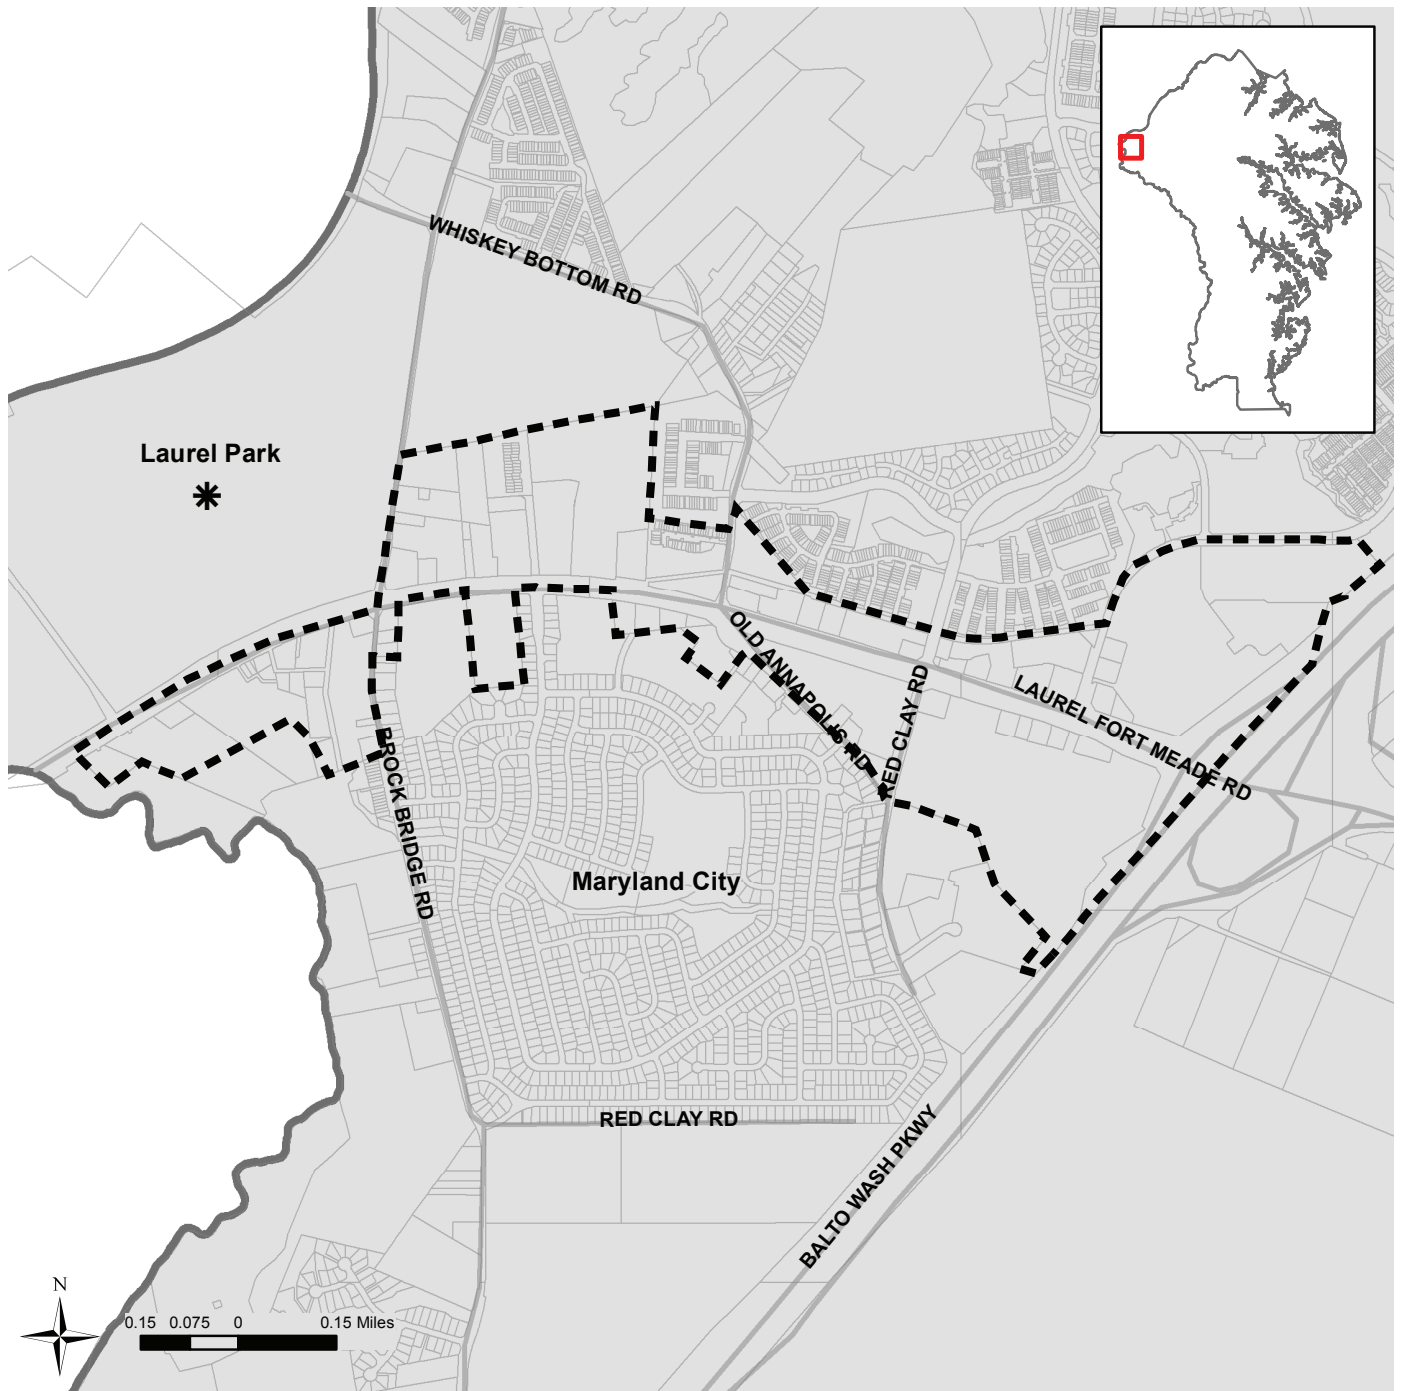 WHISKEY BOTTOM RD
Laurel Park
OLD ANNAPOLIS RD
RED CLAY RD
LAUREL FORT MEADE RD
BROCK BRIDGE RD
Maryland City
RED CLAY RD
BALTO WASH PKWY
N
0.15 0.075 0 0.15 Miles